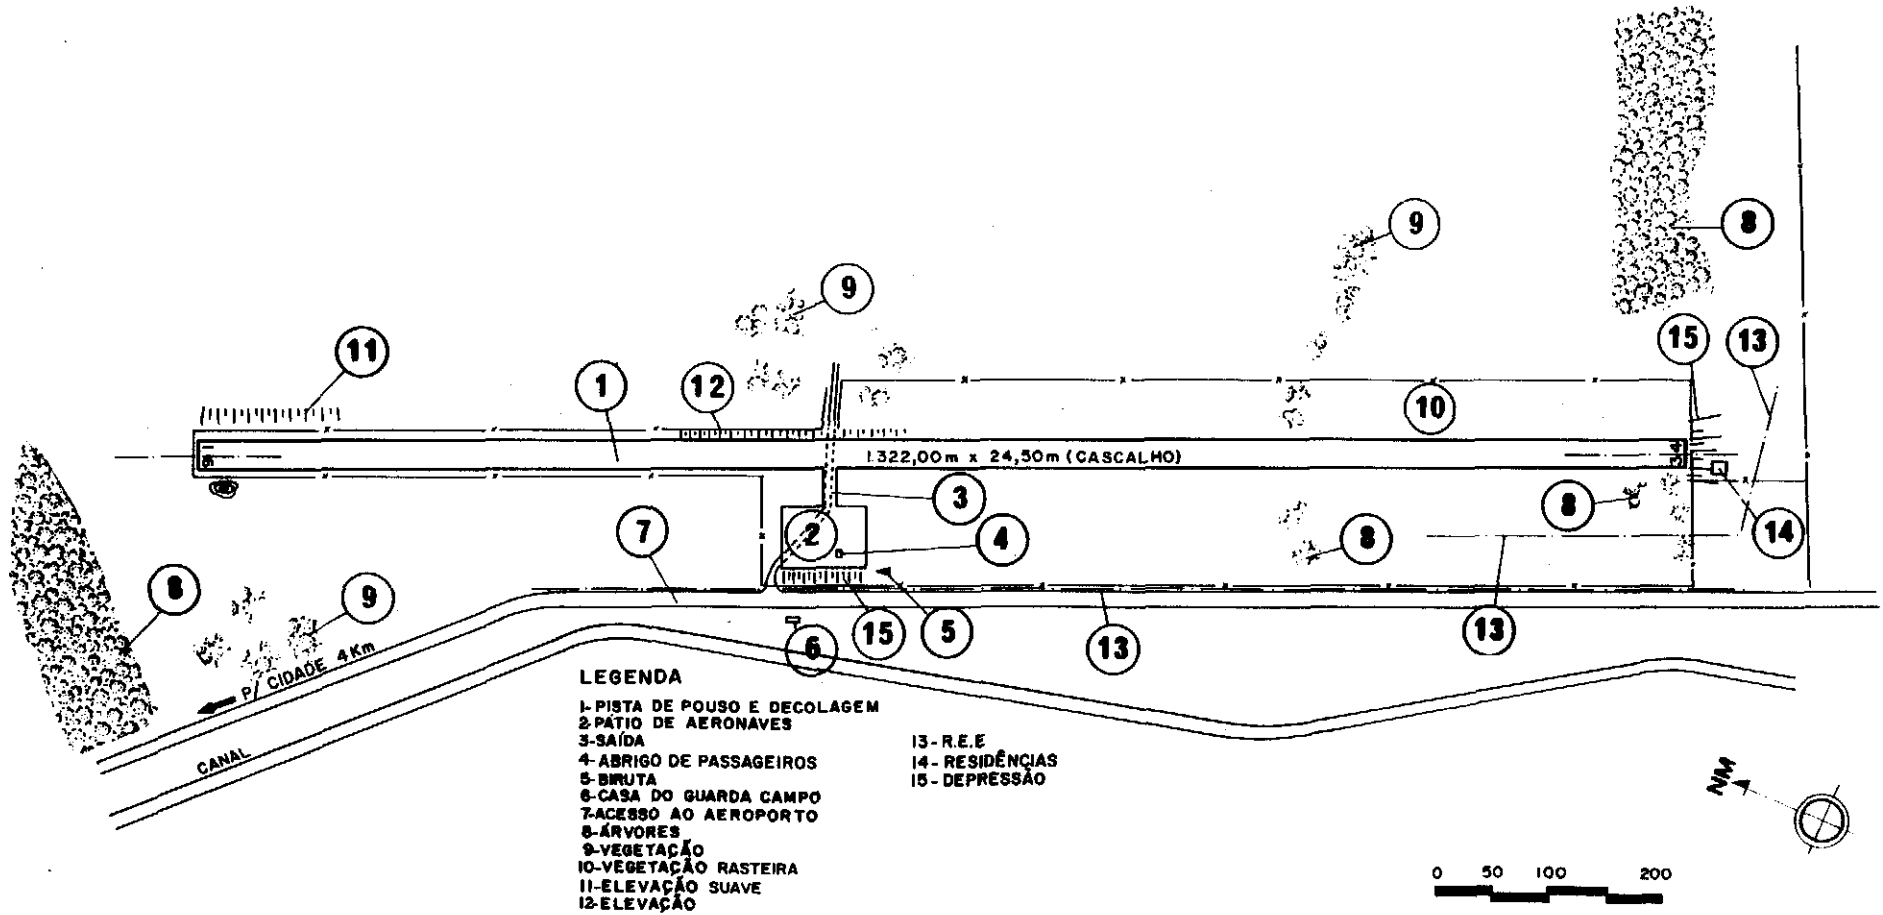 8
9
8
9
15
13
11
1
12
10
16
1.322,00m x 24,50m (CASCALHO)
34
3
8
14
7
2
4
8
8
9
15
5
13
13
6
P/ CIDADE 4Km
CANAL
LEGENDA
1-PISTA DE POUSO E DECOLAGEM
2-PÁTIO DE AERONAVES
3-SAÍDA
4-ABRIGO DE PASSAGEIROS
5-BIRUTA
6-CASA DO GUARDA CAMPO
7-ACESSO AO AEROPORTO
8-ÁRVORES
9-VEGETAÇÃO
10-VEGETAÇÃO RASTEIRA
11-ELEVAÇÃO SUAVE
12-ELEVAÇÃO
13-R.E.E
14-RESIDÊNCIAS
15-DEPRESSÃO
NM
0 50 100 200